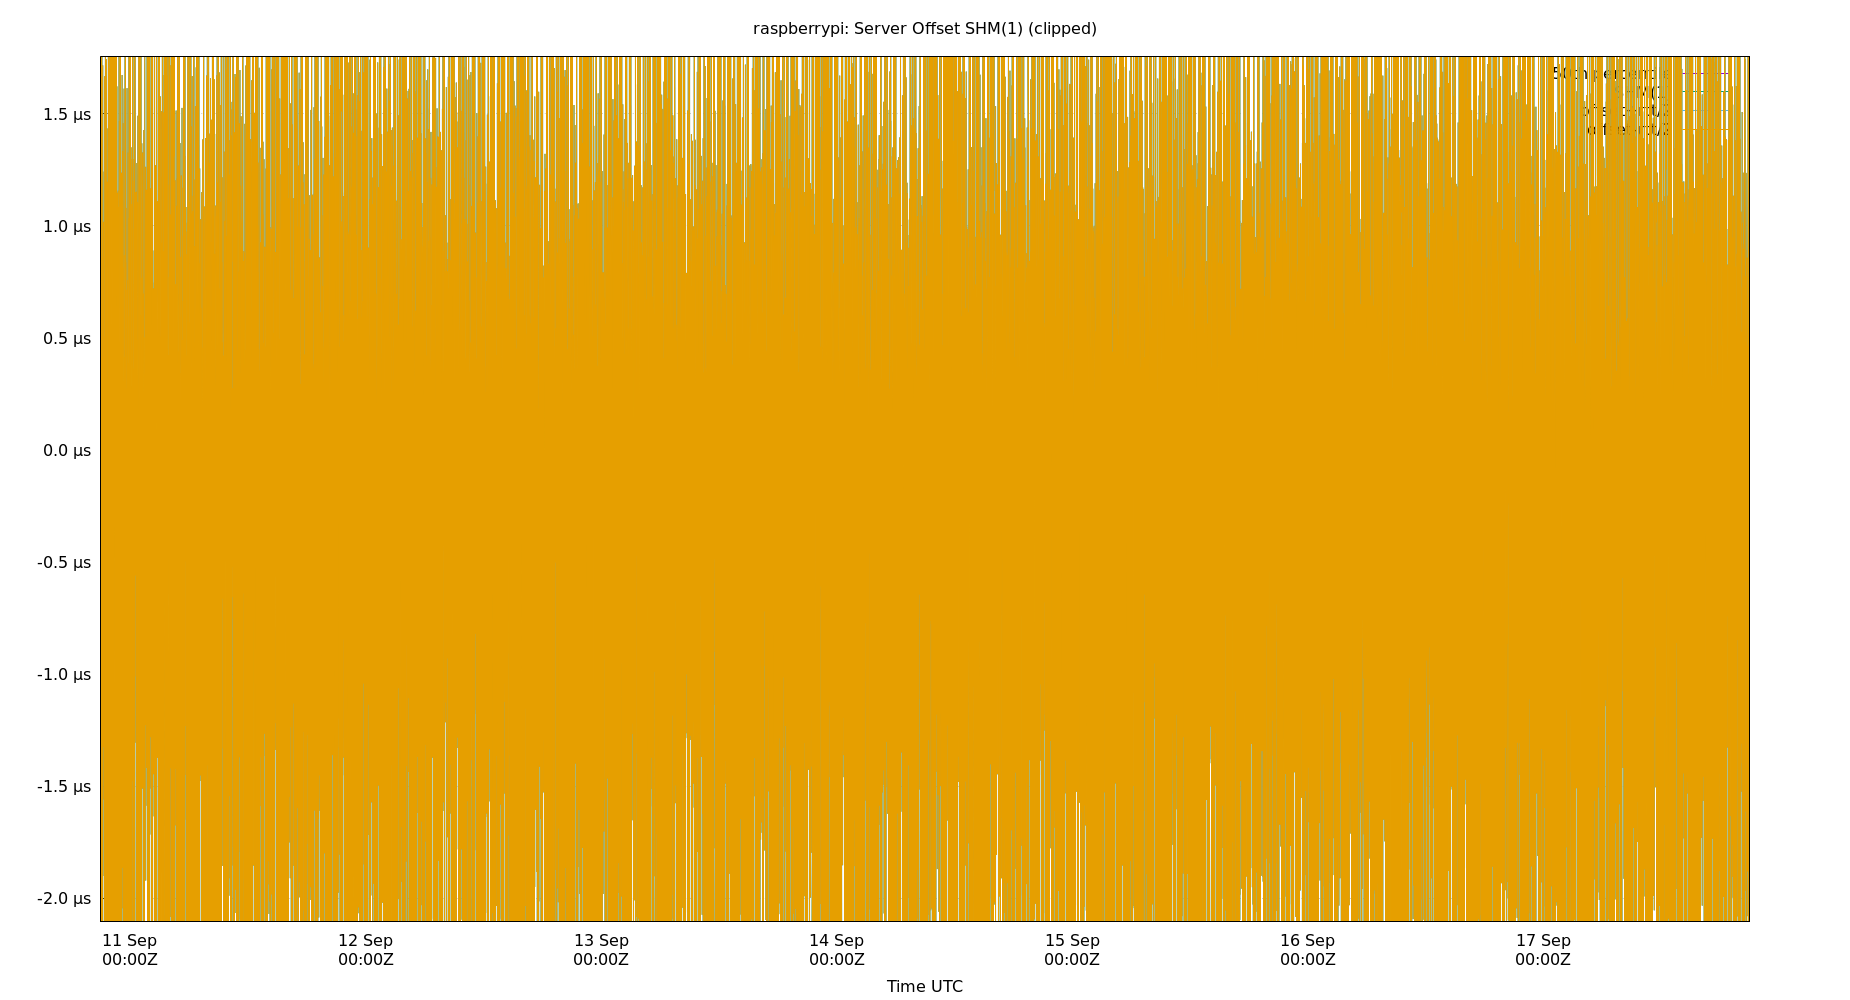 raspberrypi: Server Offset SHM(1) (clipped)
1.5 µs
1.0 µs
0.5 µs
0.0 µs
-0.5 µs
-1.0 µs
-1.5 µs
-2.0 µs
11 Sep 12 Sep 13 Sep 14 Sep 15 Sep 16 Sep 17 Sep
00:00Z 00:00Z 00:00Z 00:00Z 00:00Z 00:00Z 00:00Z
Time UTC